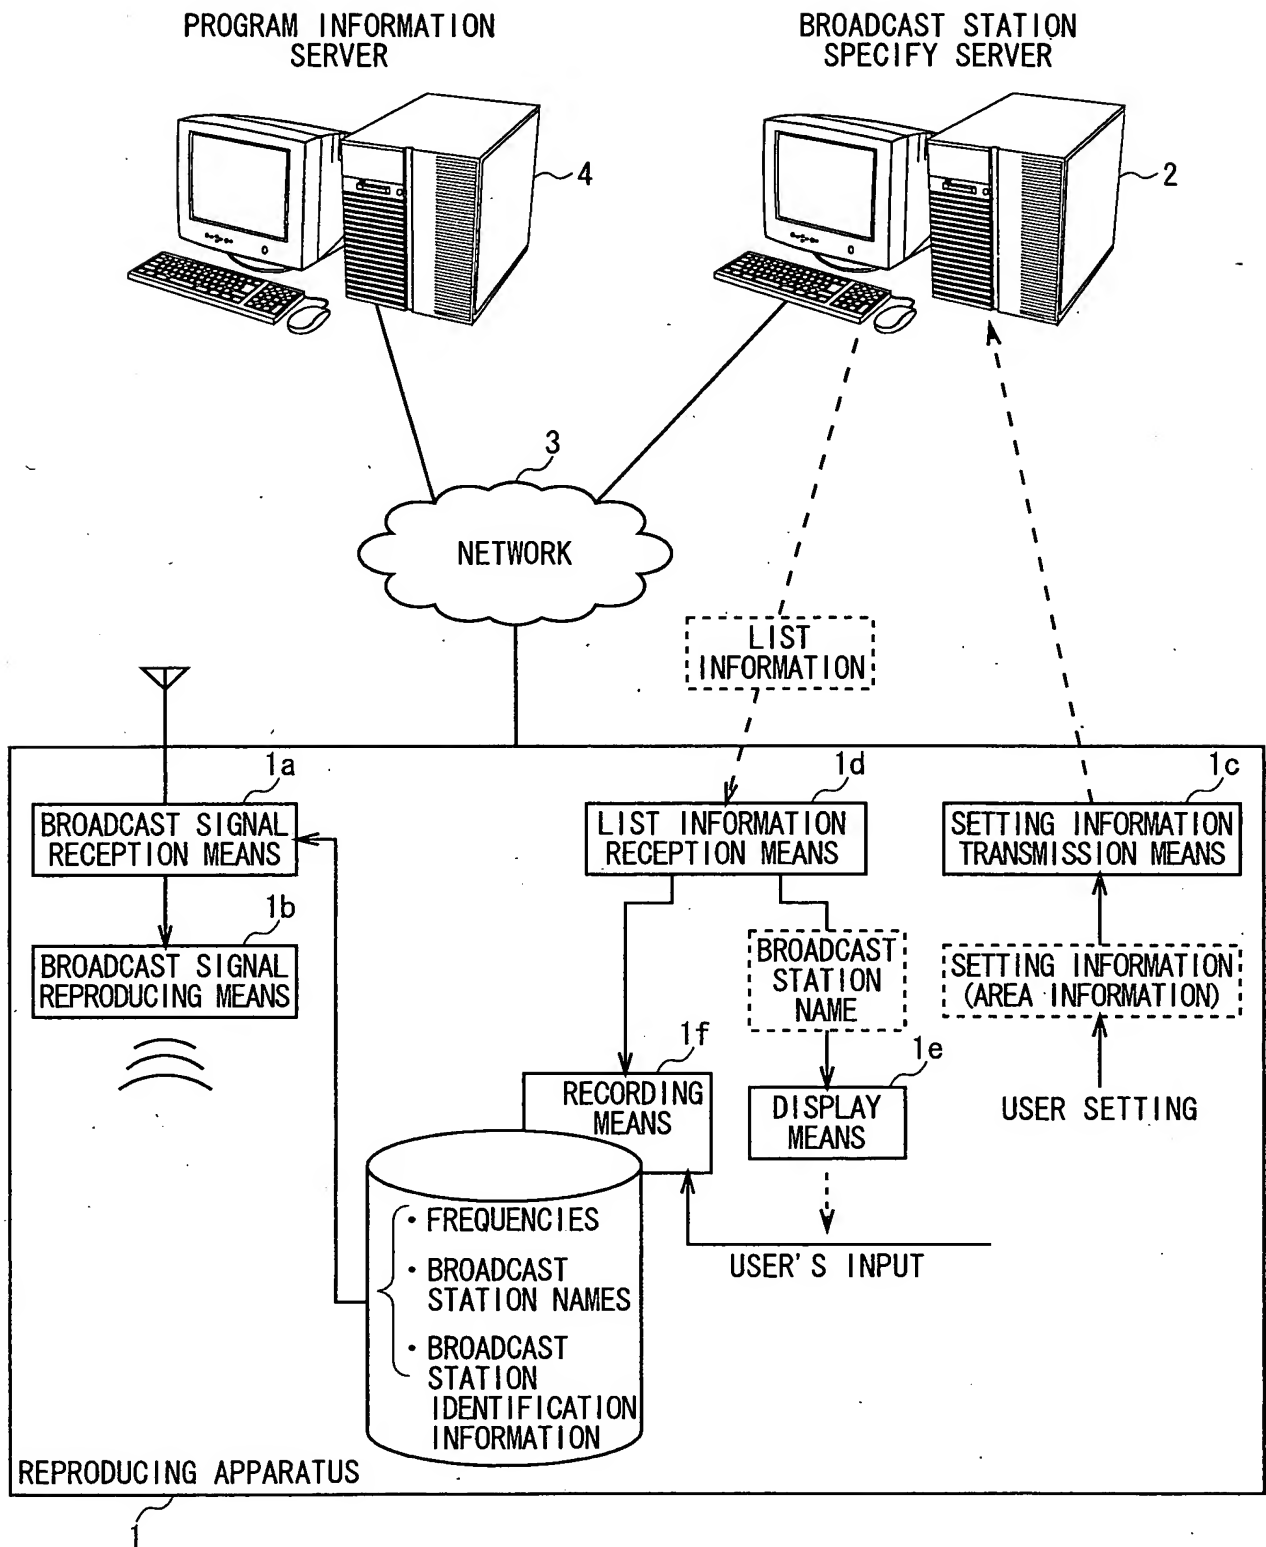 PROGRAM INFORMATION
SERVER
BROADCAST STATION
SPECIFY SERVER
4
2
3
NETWORK
LIST
INFORMATION
1a
1d
1c
BROADCAST SIGNAL
RECEPTION MEANS
LIST INFORMATION
RECEPTION MEANS
SETTING INFORMATION
TRANSMISSION MEANS
1b
BROADCAST SIGNAL
REPRODUCING MEANS
BROADCAST
STATION
NAME
SETTING INFORMATION
(AREA INFORMATION)
1f
1e
RECORDING
MEANS
DISPLAY
MEANS
USER SETTING
• FREQUENCIES
• BROADCAST
STATION NAMES
• BROADCAST
STATION
IDENTIFICATION
INFORMATION
USER'S INPUT
REPRODUCING APPARATUS
1